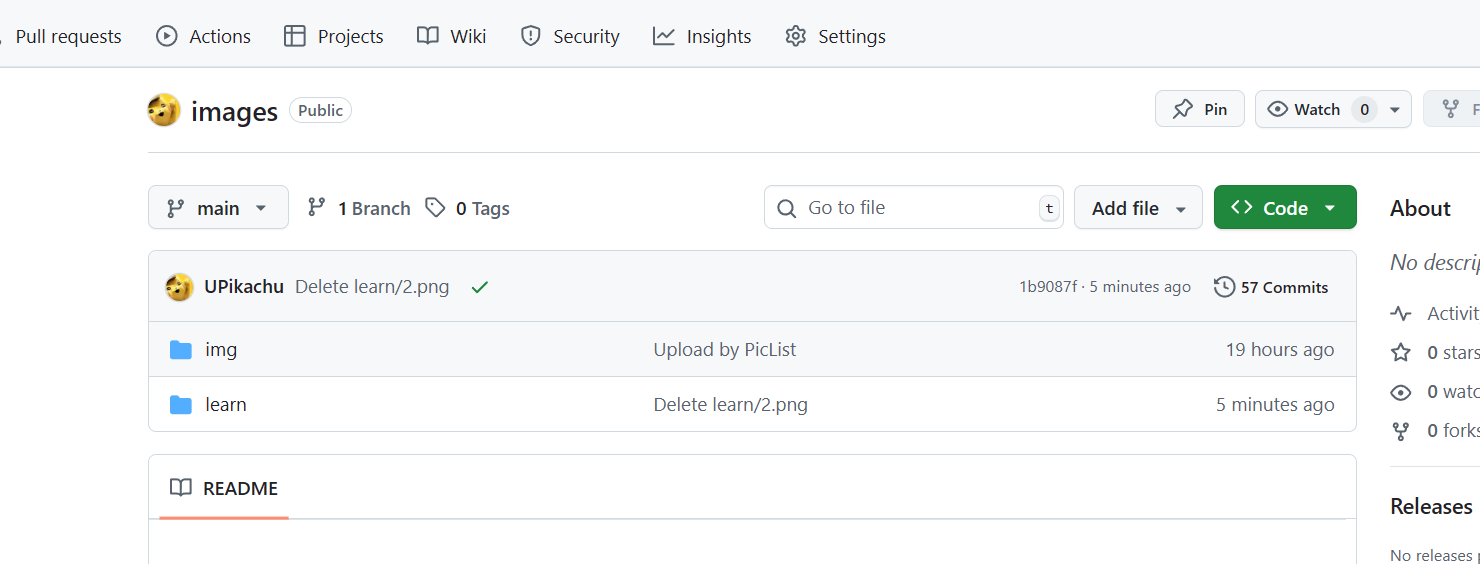 Pull requests Actions Projects Wiki Security Insights Settings
images Public Pin Watch 0
main 1 Branch 0 Tags Go to file t Add file Code
UPikachu Delete learn/2.png 1b9087f · 5 minutes ago 57 Commits
img Upload by PicList 19 hours ago
learn Delete learn/2.png 5 minutes ago
README
About
No descrip
Activit
0 stars
0 watc
0 forks
Releases
No releases p